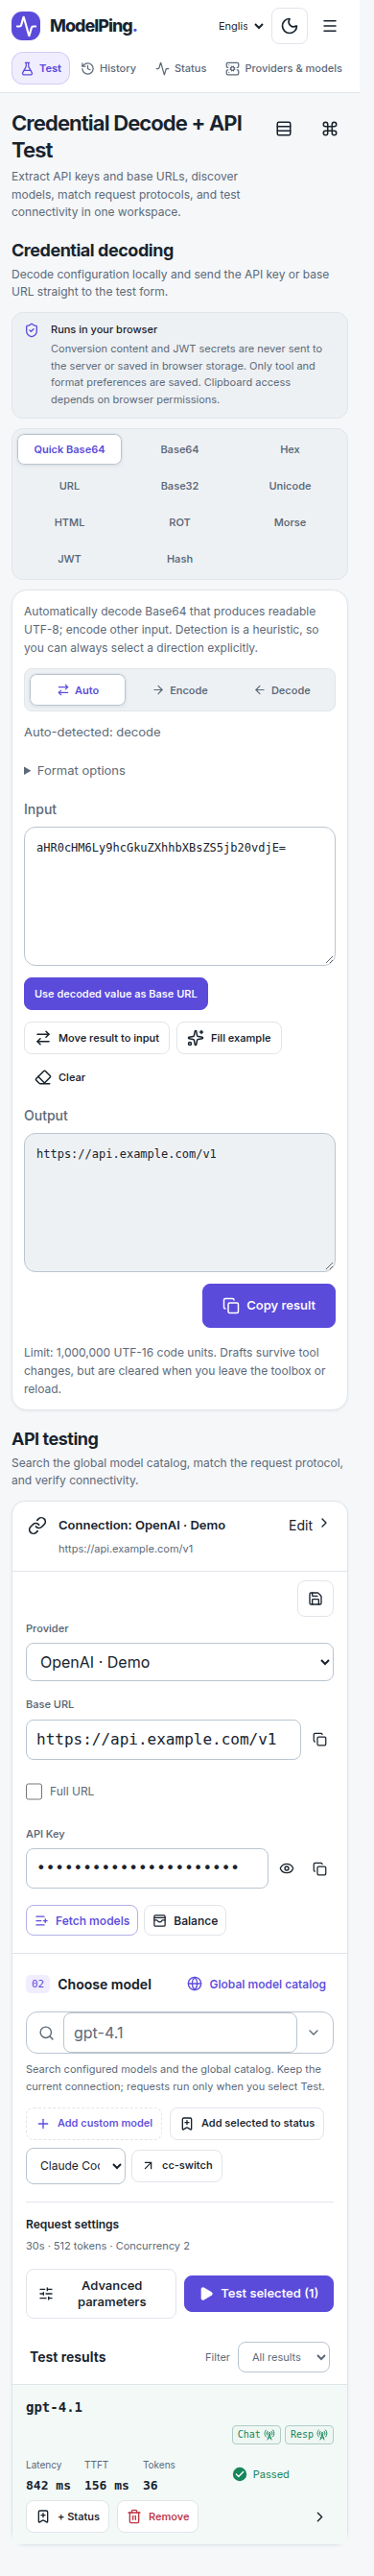 ModelPing.
Englis
Test
History
Status
Providers & models
Credential Decode + API
Test
Extract API keys and base URLs, discover
models, match request protocols, and test
connectivity in one workspace.
Credential decoding
Decode configuration locally and send the API key or base
URL straight to the test form.
Runs in your browser
Conversion content and JWT secrets are never sent to
the server or saved in browser storage. Only tool and
format preferences are saved. Clipboard access
depends on browser permissions.
Quick Base64
Base64
Hex
URL
Base32
Unicode
HTML
ROT
Morse
JWT
Hash
Automatically decode Base64 that produces readable
UTF-8; encode other input. Detection is a heuristic, so
you can always select a direction explicitly.
Auto
Encode
Decode
Auto-detected: decode
Format options
Input
aHR0cHM6Ly9hcGkuZXhhbXBsZS5jb20vdjE=
Use decoded value as Base URL
Move result to input
Fill example
Clear
Output
https://api.example.com/v1
Copy result
Limit: 1,000,000 UTF-16 code units. Drafts survive tool
changes, but are cleared when you leave the toolbox or
reload.
API testing
Search the global model catalog, match the request protocol,
and verify connectivity.
Connection: OpenAI · Demo
Edit
https://api.example.com/v1
Provider
OpenAI · Demo
Base URL
https://api.example.com/v1
Full URL
API Key
••••••••••••••••••••••
Fetch models
Balance
02
Choose model
Global model catalog
gpt-4.1
Search configured models and the global catalog. Keep the
current connection; requests run only when you select Test.
Add custom model
Add selected to status
Claude Coc
cc-switch
Request settings
30s · 512 tokens · Concurrency 2
Advanced
parameters
Test selected (1)
Test results
Filter
All results
gpt-4.1
Chat
Resp
Latency
TTFT
Tokens
842 ms
156 ms
36
Passed
+ Status
Remove